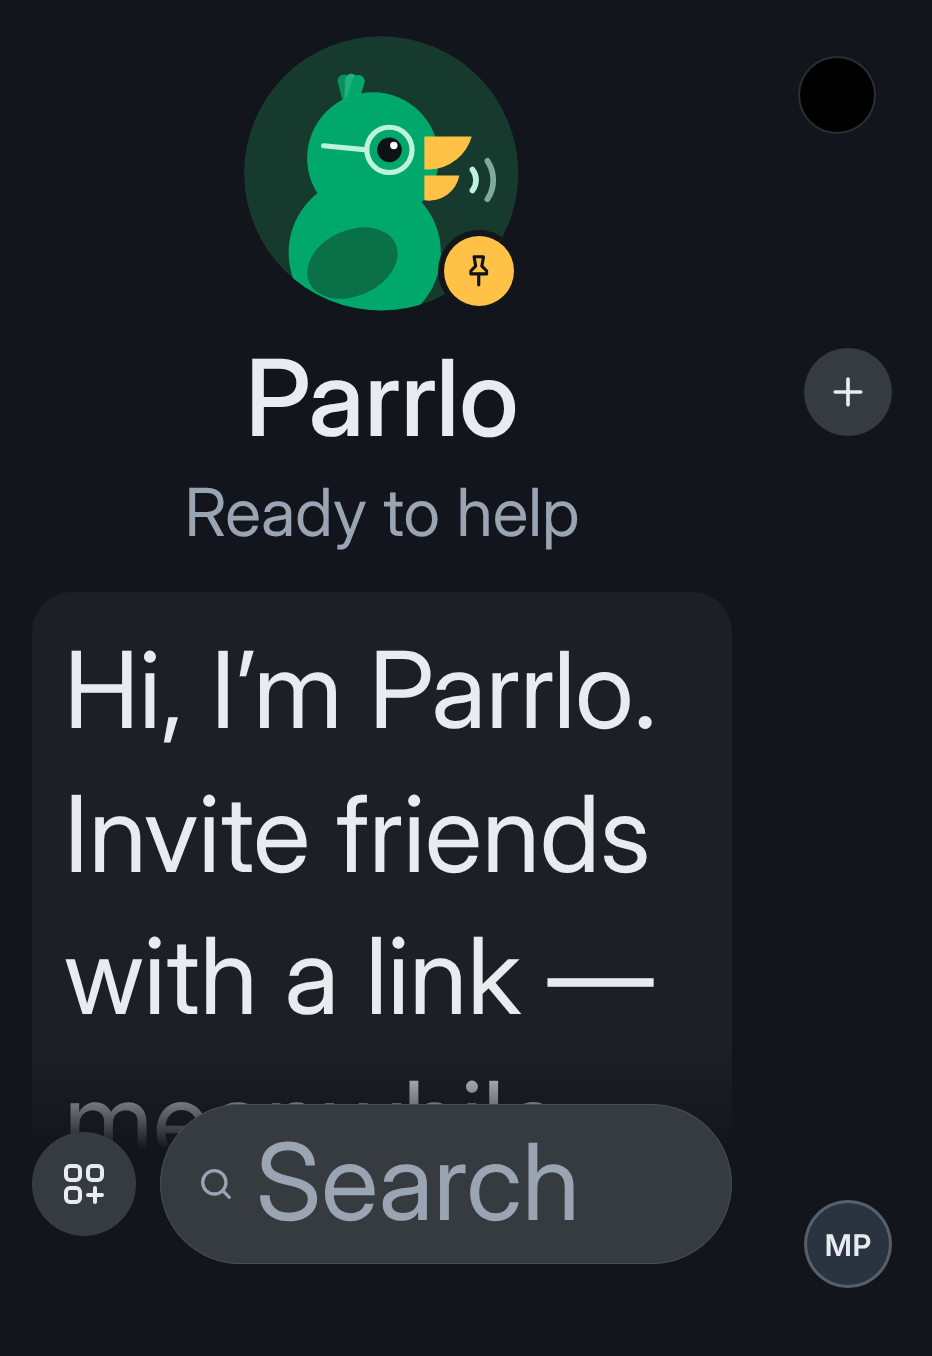 Parrlo
Ready to help
Hi, I’m Parrlo.
Invite friends
with a link —
Search
MP